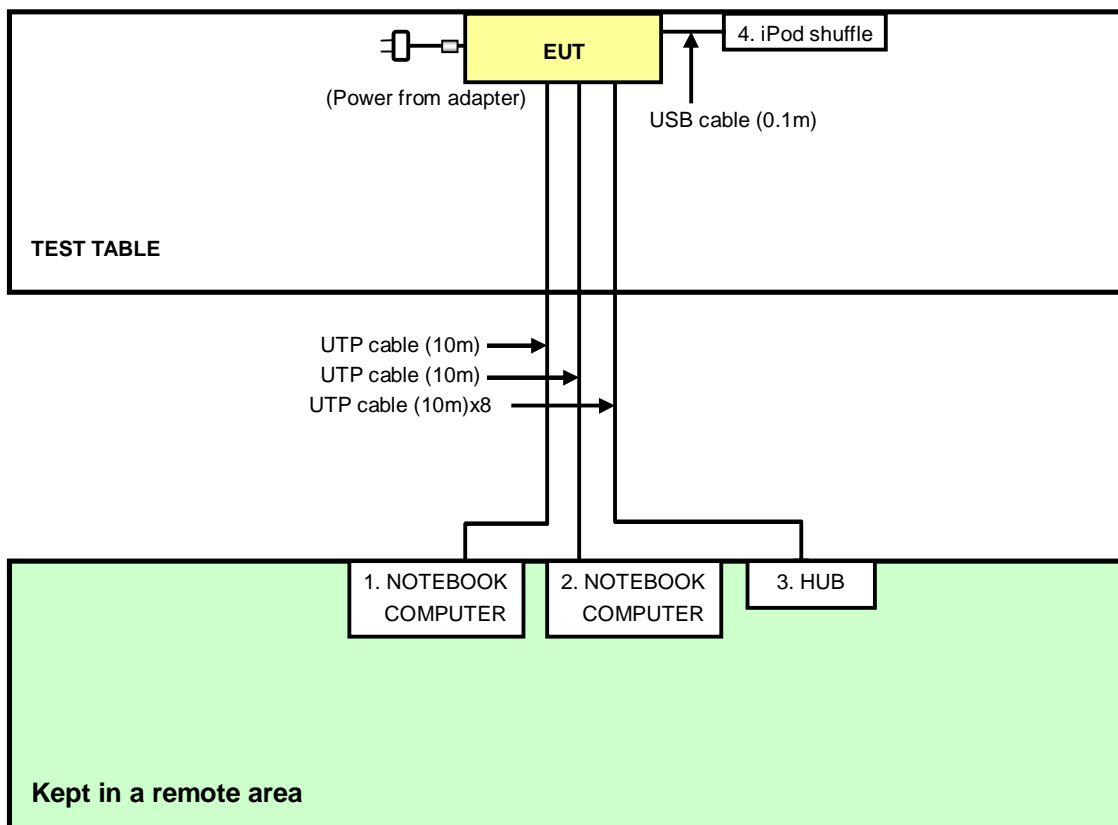 EUT
4. iPod shuffle
(Power from adapter)
USB cable (0.1m)
TEST TABLE
UTP cable (10m)
UTP cable (10m)
UTP cable (10m)x8
1. NOTEBOOK
COMPUTER
2. NOTEBOOK
COMPUTER
3. HUB
Kept in a remote area